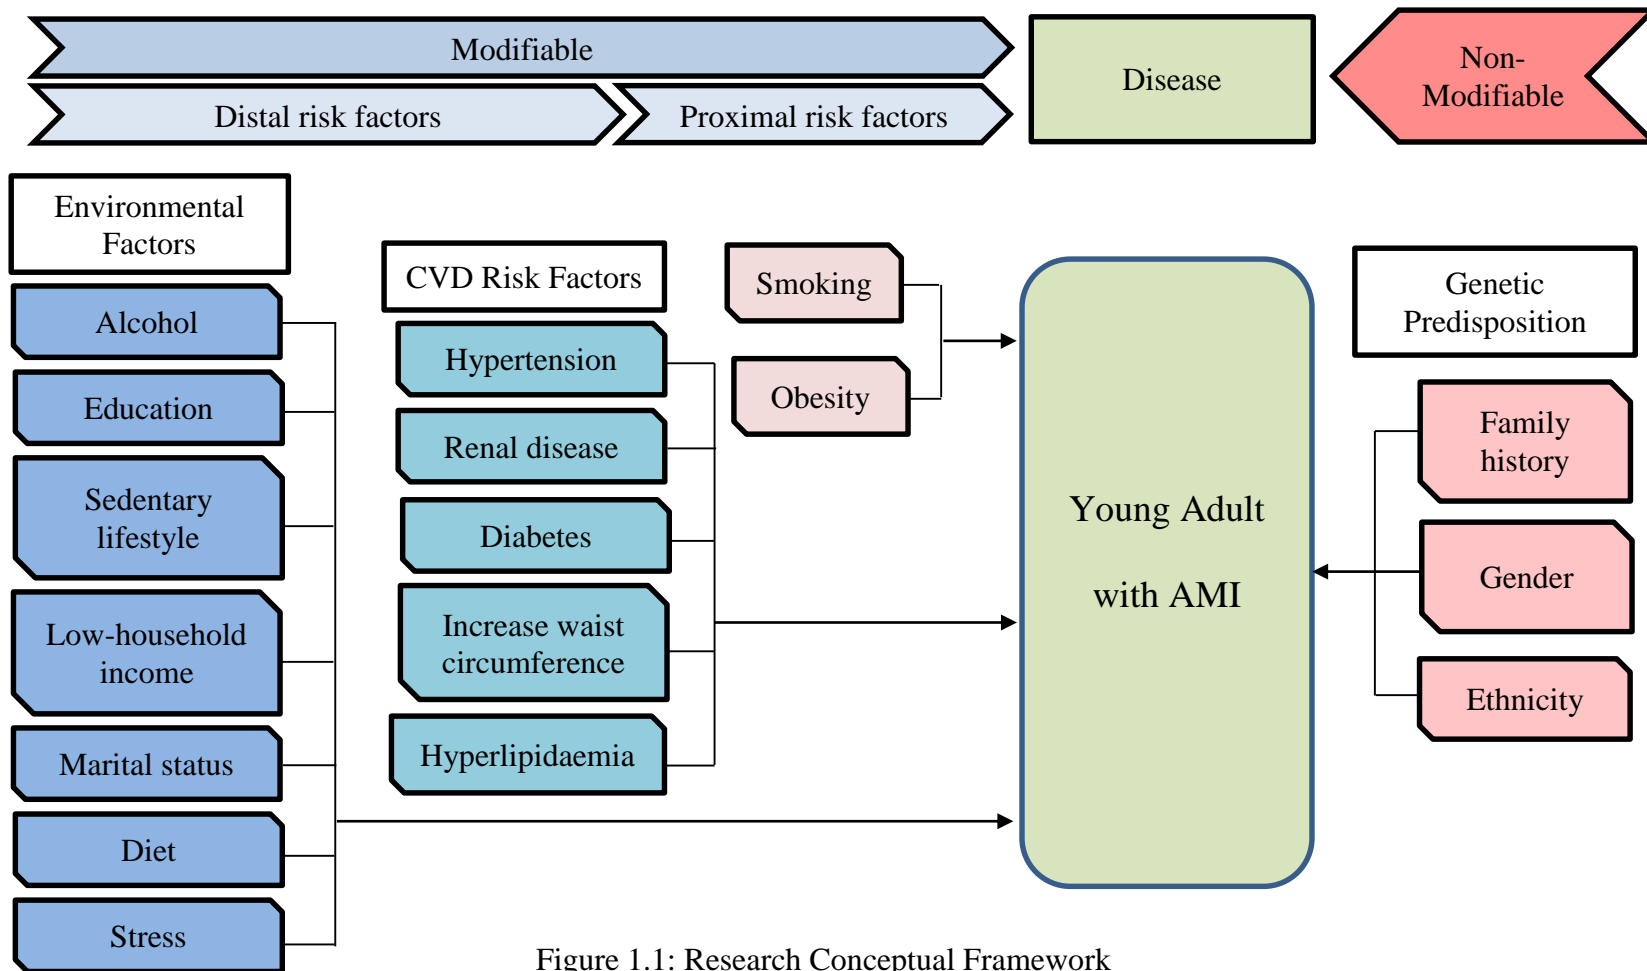 Modifiable
Distal risk factors
Proximal risk factors
Disease
Non-
Modifiable
Environmental
Factors
Alcohol
Education
Sedentary
lifestyle
Low-household
income
Marital status
Diet
Stress
CVD Risk Factors
Hypertension
Renal disease
Diabetes
Increase waist
circumference
Hyperlipidaemia
Smoking
Obesity
Young Adult
with AMI
Genetic
Predisposition
Family
history
Gender
Ethnicity
Figure 1.1: Research Conceptual Framework